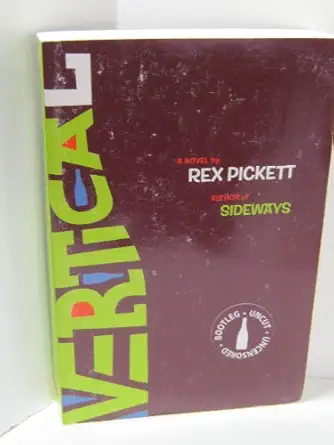 VERTICAL
A NOVEL by
REX PICKETT
AUTHOR of
SIDEWAYS
BOOTLEG • UNCUT • UNCENSORED •